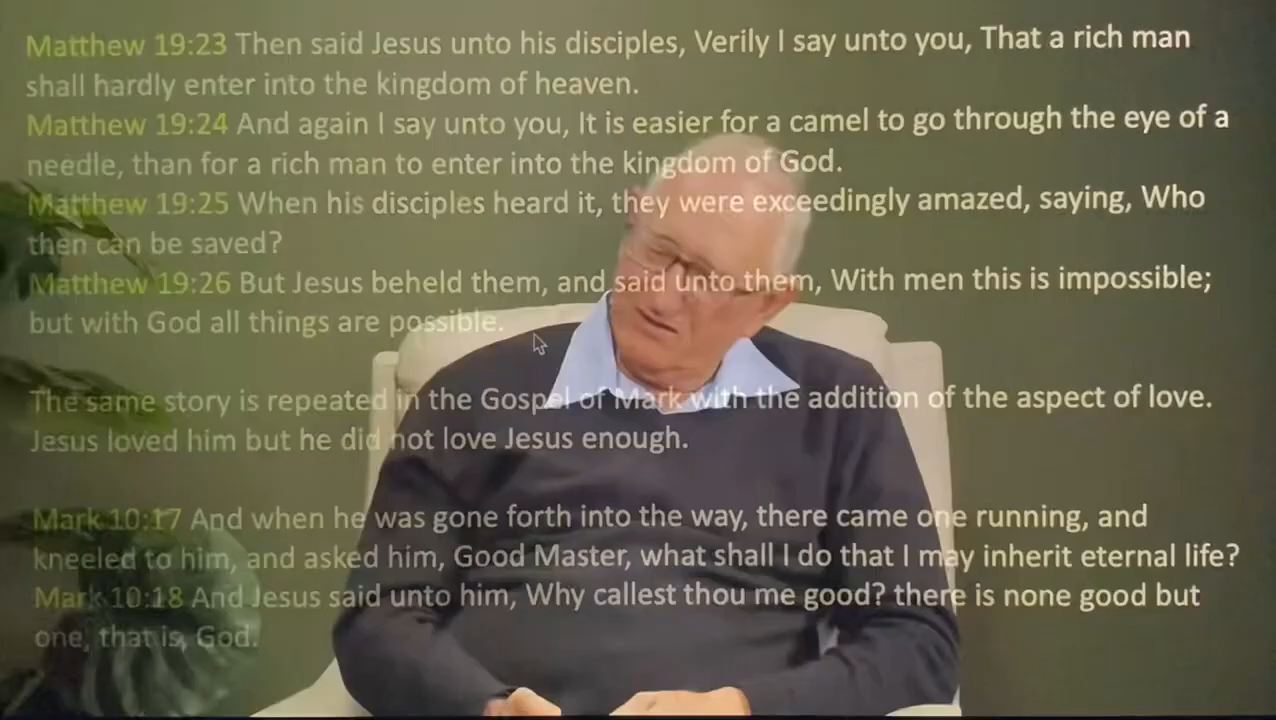 Matthew 19:23 Then said Jesus unto his disciples, Verily I say unto you, That a rich man
shall hardly enter into the kingdom of heaven.
Matthew 19:24 And again I say unto you, It is easier for a camel to go through the eye of a
needle, than for a rich man to enter into the kingdom of God.
Matthew 19:25 When his disciples heard it, they were exceedingly amazed, saying, Who
then can be saved?
Matthew 19:26 But Jesus beheld them, and said unto them, With men this is impossible;
but with God all things are possible.
The same story is repeated in the Gospel of Mark with the addition of the aspect of love.
Jesus loved him but he did not love Jesus enough.
Mark 10:17 And when he was gone forth into the way, there came one running, and
kneeled to him, and asked him, Good Master, what shall I do that I may inherit eternal life?
Mark 10:18 And Jesus said unto him, Why callest thou me good? there is none good but
one, that is, God.